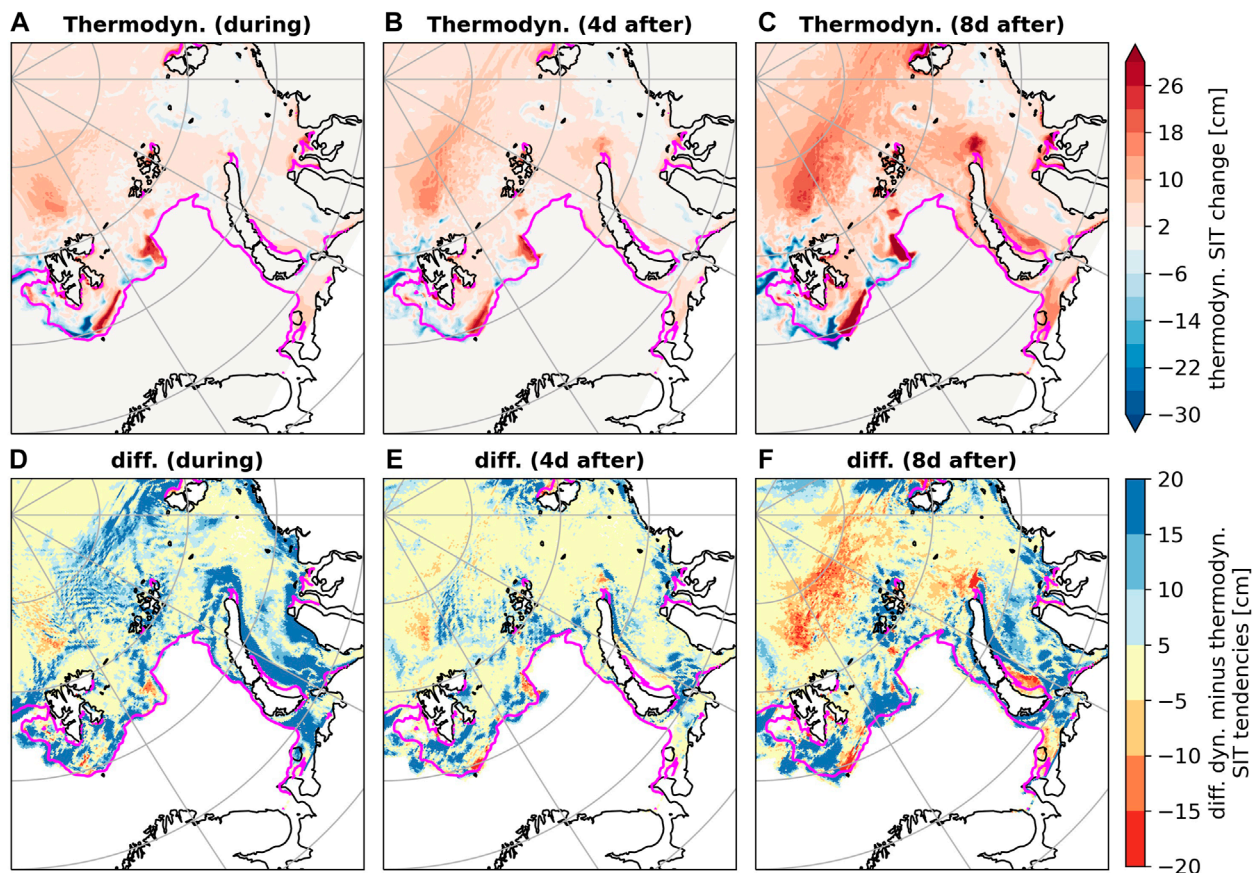 A Thermodyn. (during)
B Thermodyn. (4d after)
C Thermodyn. (8d after)
26
18
10
2
−6
−14
−22
−30
thermodyn. SIT change [cm]
D diff. (during)
E diff. (4d after)
F diff. (8d after)
20
15
10
5
−5
−10
−15
−20
diff. dyn. minus thermodyn.
SIT tendencies [cm]